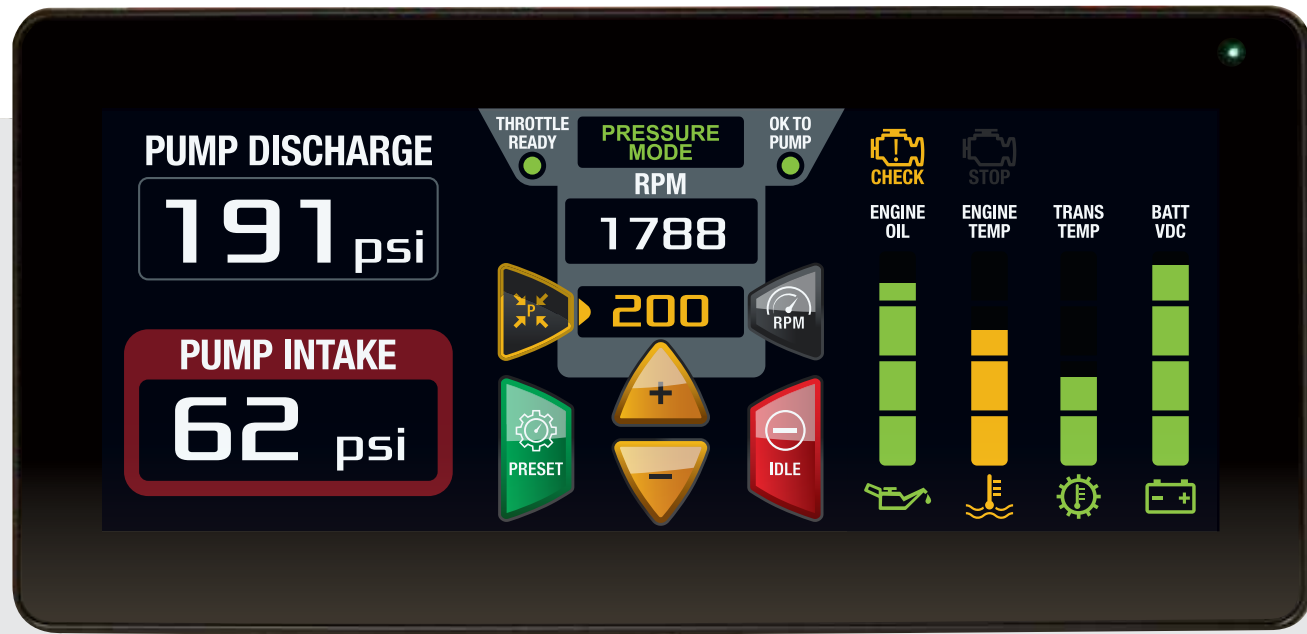 PUMP DISCHARGE
191 psi
PUMP INTAKE
62 psi
THROTTLE
READY
PRESSURE
MODE
OK TO
PUMP
RPM
1788
P
200
RPM
+
PRESET
−
IDLE
CHECK
STOP
ENGINE
OIL
ENGINE
TEMP
TRANS
TEMP
BATT
VDC
- +